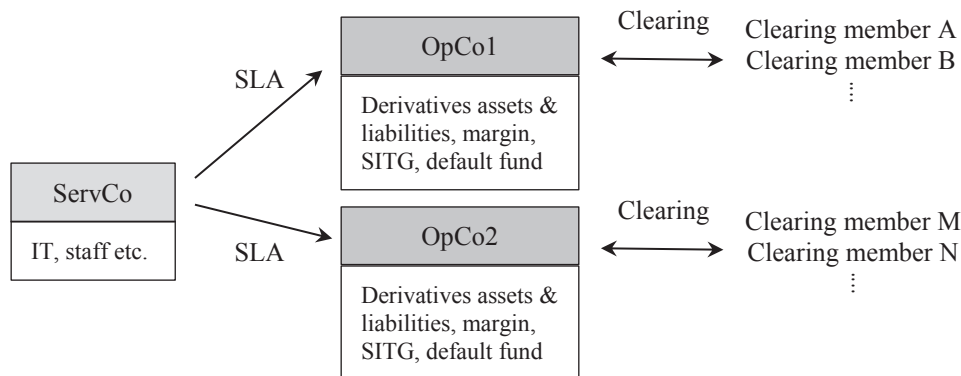 Clearing
Clearing member A
Clearing member B
OpCo1
SLA
Derivatives assets &
liabilities, margin,
SITG, default fund
ServCo
IT, staff etc.
Clearing
Clearing member M
Clearing member N
OpCo2
SLA
Derivatives assets &
liabilities, margin,
SITG, default fund